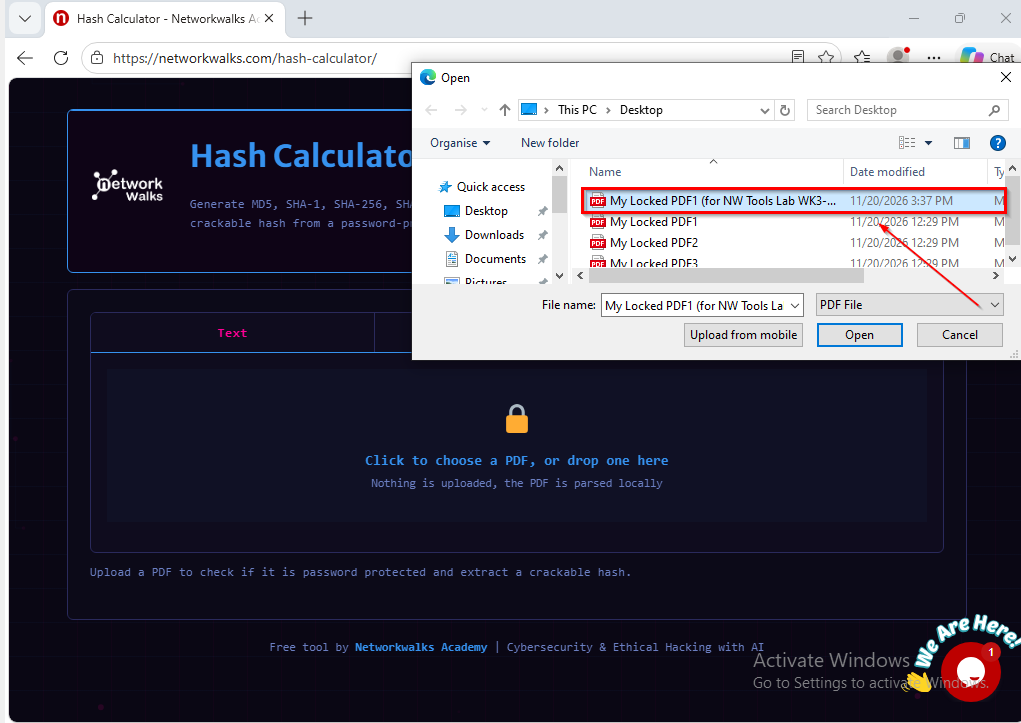 Hash Calculator - Networkwalks Ac
https://networkwalks.com/hash-calculator/
Chat
Open
This PC > Desktop
Search Desktop
Organise
New folder
Name
Date modified
Ty
Quick access
Desktop
Downloads
Documents
Pictures
My Locked PDF1 (for NW Tools Lab WK3-... 11/20/2026 3:37 PM M
My Locked PDF1 11/20/2026 12:29 PM M
My Locked PDF2 11/20/2026 12:29 PM M
My Locked PDF3 11/20/2026 12:29 PM M
File name: My Locked PDF1 (for NW Tools La
PDF File
Upload from mobile
Open
Cancel
network
walks
Hash Calculato
Generate MD5, SHA-1, SHA-256, SHA
crackable hash from a password-p
Text
Click to choose a PDF, or drop one here
Nothing is uploaded, the PDF is parsed locally
Upload a PDF to check if it is password protected and extract a crackable hash.
Free tool by Networkwalks Academy | Cybersecurity & Ethical Hacking with AI
Activate Windows
Go to Settings to activate Windows.
We Are Here!
1